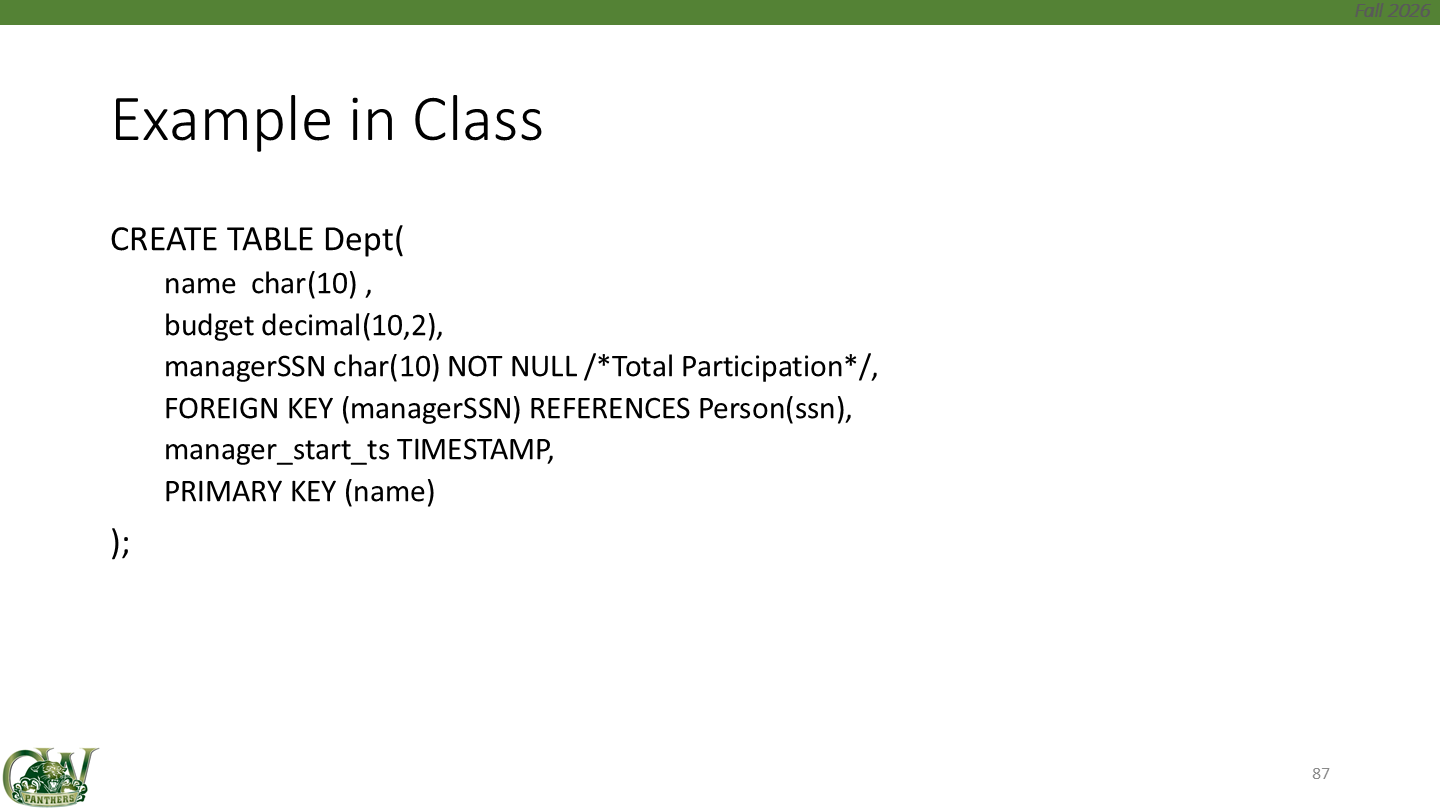 Fall 2026
Example in Class
CREATE TABLE Dept(
name  char(10) ,
budget decimal(10,2),
managerSSN char(10) NOT NULL /*Total Participation*/,
FOREIGN KEY (managerSSN) REFERENCES Person(ssn),
manager_start_ts TIMESTAMP,
PRIMARY KEY (name)
);
OW
PANTHERS
87